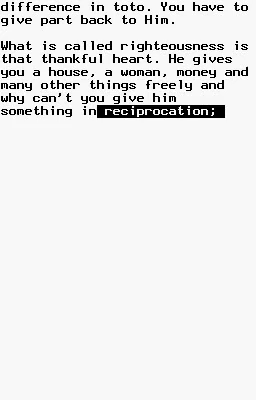 difference in toto. You have to
give part back to Him.
What is called righteousness is
that thankful heart. He gives
you a house, a woman, money and
many other things freely and
why can't you give him
something in reciprocation;